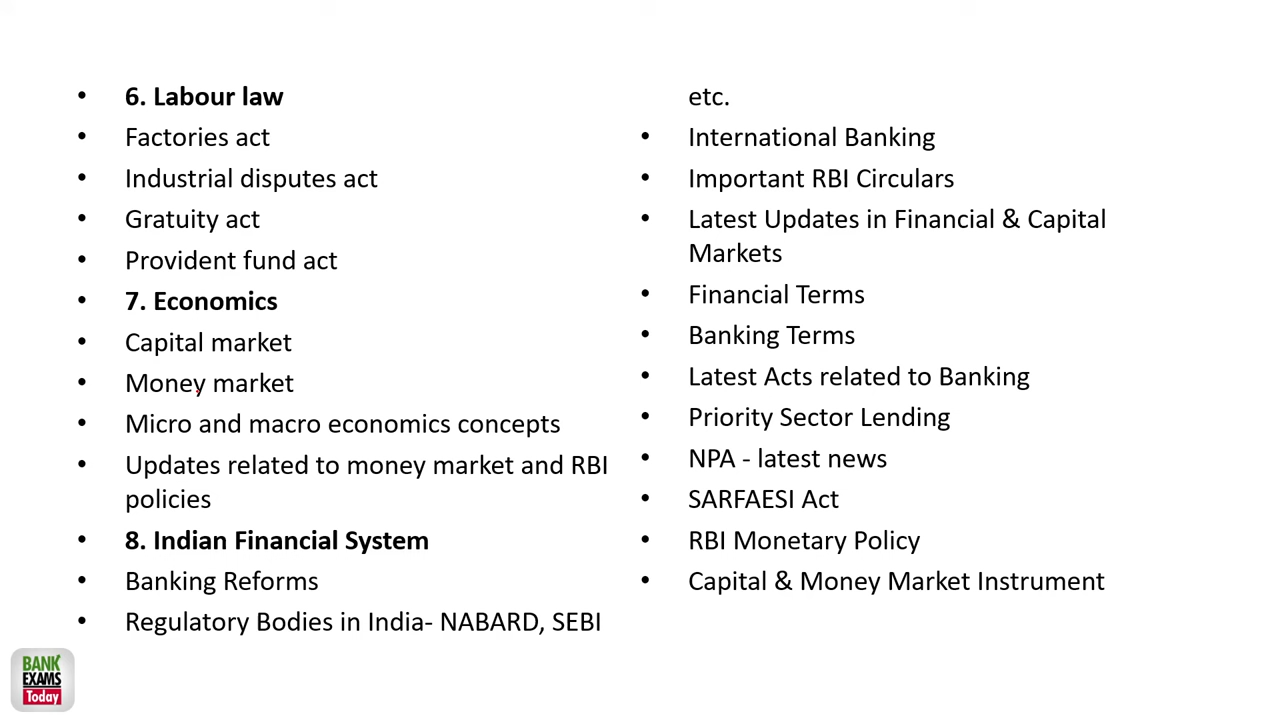 • 6. Labour law
• Factories act
• Industrial disputes act
• Gratuity act
• Provident fund act
• 7. Economics
• Capital market
• Money market
• Micro and macro economics concepts
• Updates related to money market and RBI
policies
• 8. Indian Financial System
• Banking Reforms
• Regulatory Bodies in India- NABARD, SEBI
etc.
• International Banking
• Important RBI Circulars
• Latest Updates in Financial & Capital
Markets
• Financial Terms
• Banking Terms
• Latest Acts related to Banking
• Priority Sector Lending
• NPA - latest news
• SARFAESI Act
• RBI Monetary Policy
• Capital & Money Market Instrument
BANK
EXAMS
Today